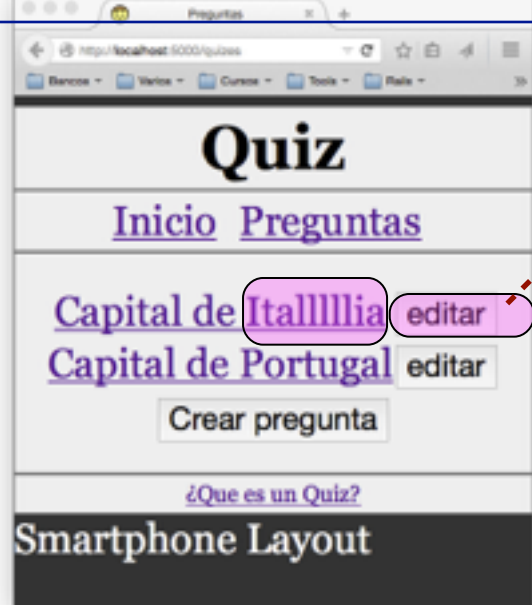 Preguntas
http://localhost:5000/quizes
Bancos Varios Cursos Tools Rails
Quiz
Inicio Preguntas
Capital de Italllllia editar
Capital de Portugal editar
Crear pregunta
¿Que es un Quiz?
Smartphone Layout